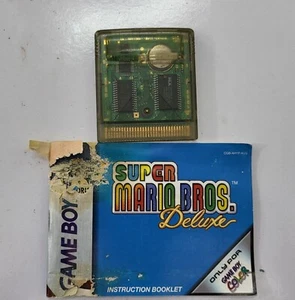 GAME BOY
SUPER
MARIO BROS.
Deluxe
ONLY FOR
GAME BOY
COLOR
INSTRUCTION BOOKLET